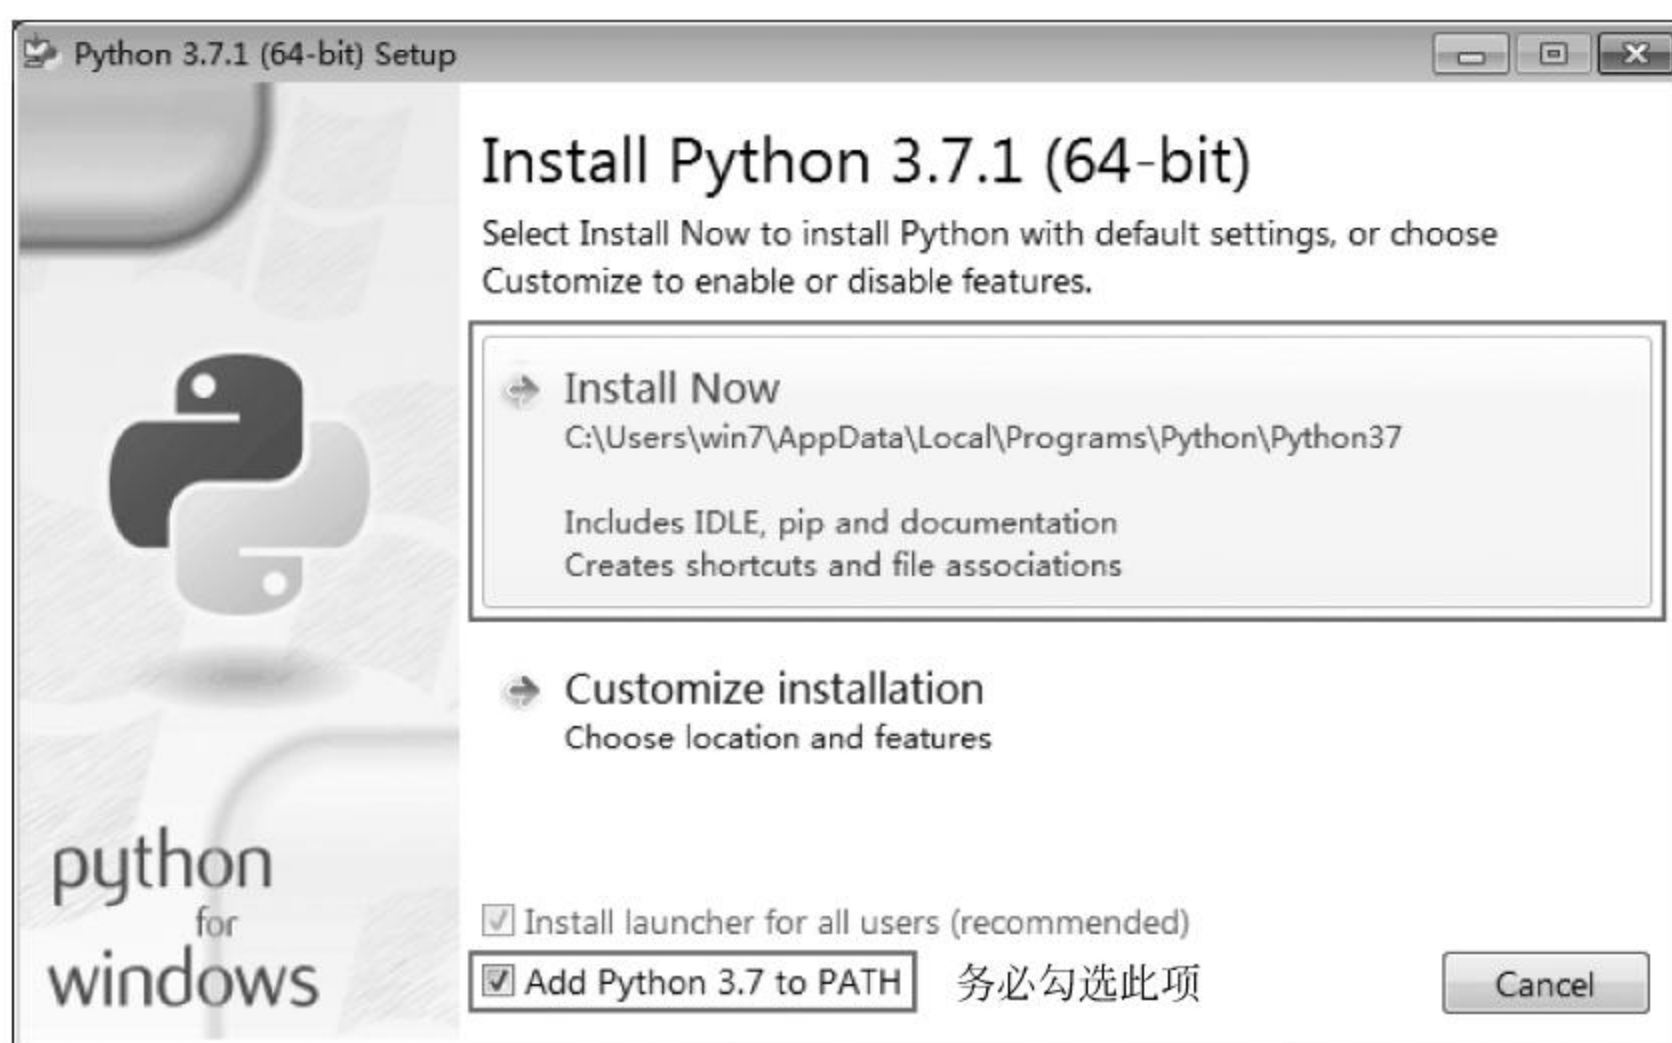 Python 3.7.1 (64-bit) Setup
Install Python 3.7.1 (64-bit)
Select Install Now to install Python with default settings, or choose
Customize to enable or disable features.
Install Now
C:\Users\win7\AppData\Local\Programs\Python\Python37
Includes IDLE, pip and documentation
Creates shortcuts and file associations
Customize installation
Choose location and features
python
for
windows
Install launcher for all users (recommended)
Add Python 3.7 to PATH 务必勾选此项
Cancel